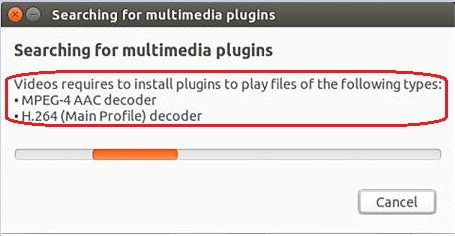 Searching for multimedia plugins
Searching for multimedia plugins
Videos requires to install plugins to play files of the following types:
• MPEG-4 AAC decoder
• H.264 (Main Profile) decoder
Cancel